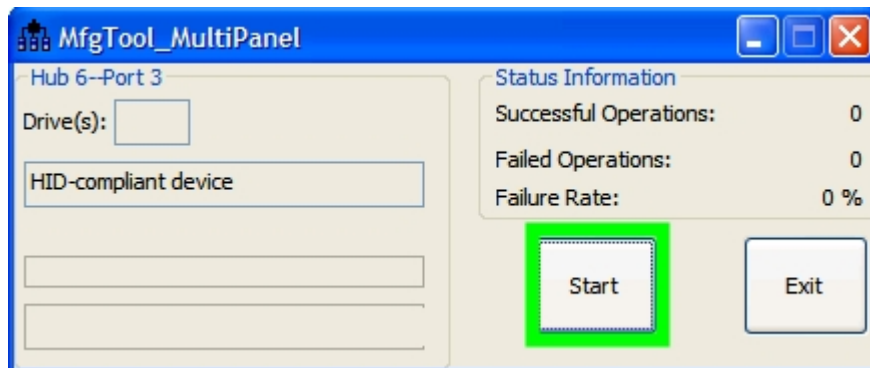 MfgTool_MultiPanel
Hub 6--Port 3
Drive(s):
HID-compliant device
Status Information
Successful Operations: 0
Failed Operations: 0
Failure Rate: 0 %
Start
Exit